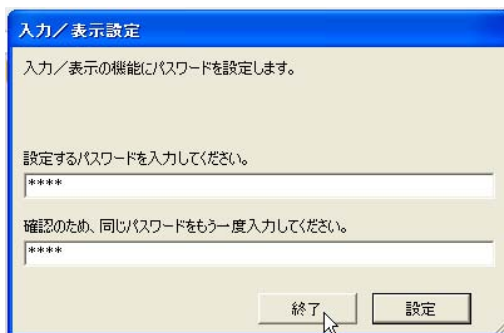 入力／表示設定
入力／表示の機能にパスワードを設定します。
設定するパスワードを入力してください。
****
確認のため、同じパスワードをもう一度入力してください。
****
終了
設定